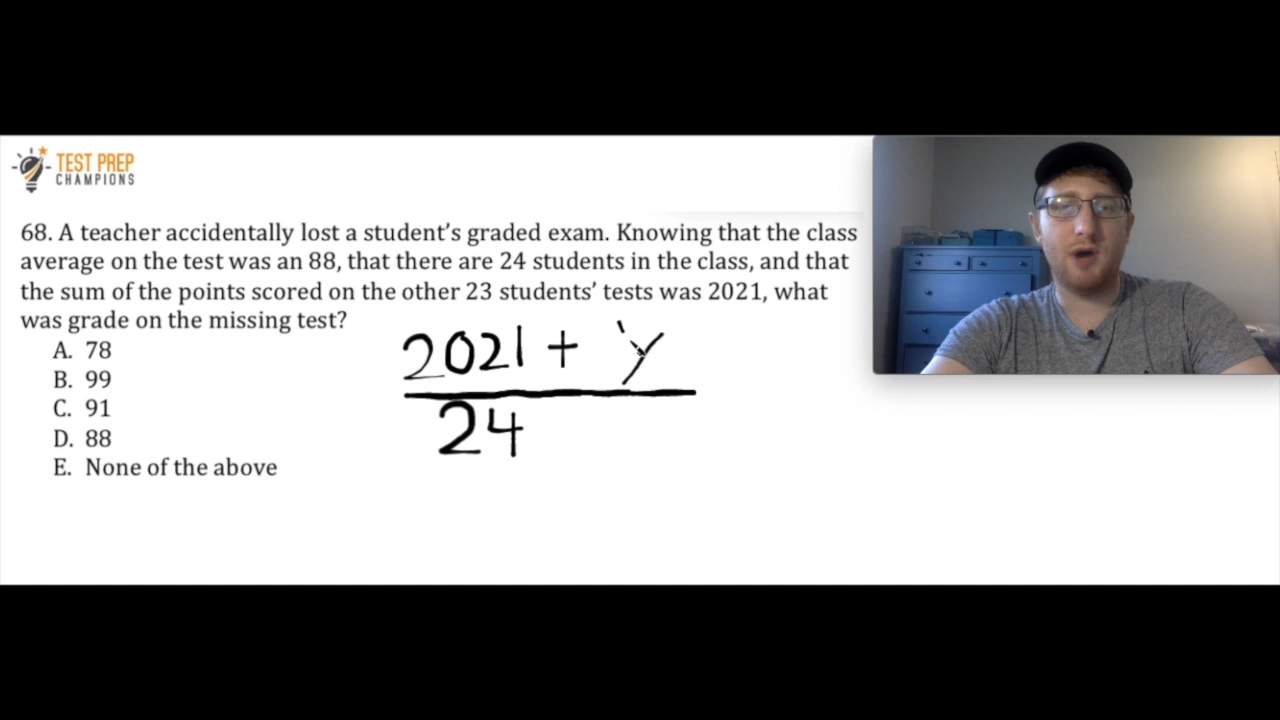 TEST PREP
CHAMPIONS
68. A teacher accidentally lost a student's graded exam. Knowing that the class
average on the test was an 88, that there are 24 students in the class, and that
the sum of the points scored on the other 23 students' tests was 2021, what
was grade on the missing test?
A. 78
B. 99
C. 91
D. 88
E. None of the above
2021 + y
24